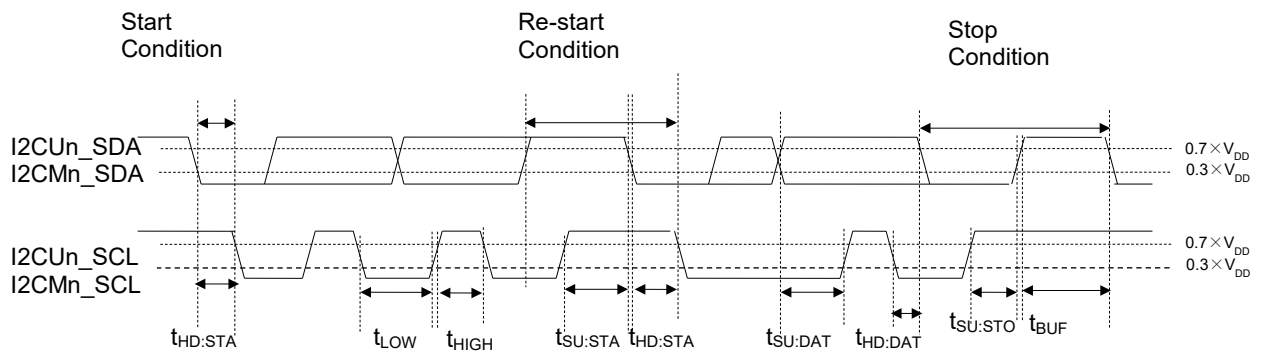 Start
Condition
Re-start
Condition
Stop
Condition
I2CUn_SDA
I2CMn_SDA
0.7×VDD
0.3×VDD
I2CUn_SCL
I2CMn_SCL
0.7×VDD
0.3×VDD
tHD:STA
tLOW
tHIGH
tSU:STA
tHD:STA
tSU:DAT
tHD:DAT
tSU:STO
tBUF